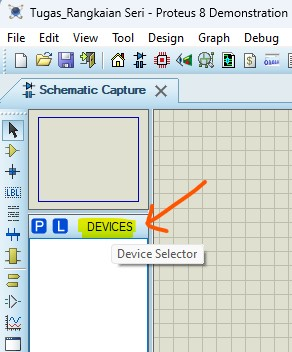 Tugas_Rangkaian Seri - Proteus 8 Demonstration
File Edit View Tool Design Graph Debug
Schematic Capture
P L DEVICES
Device Selector
LBL